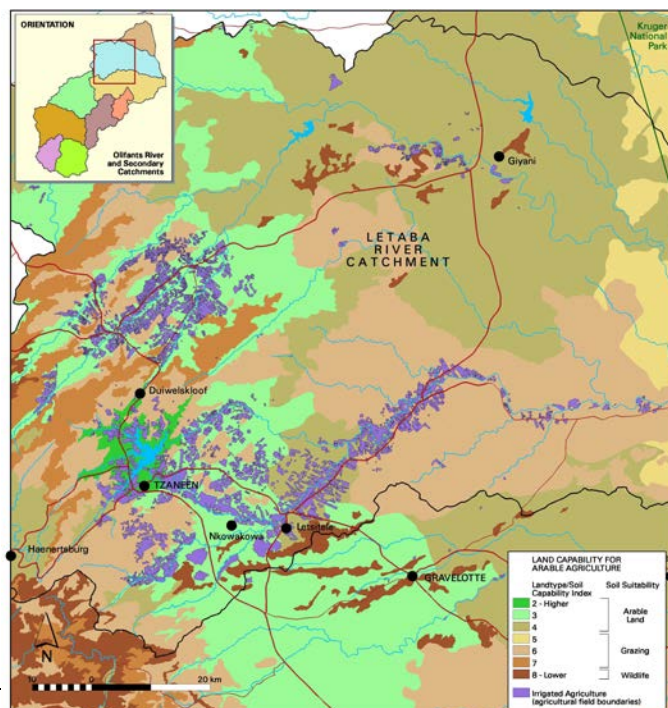 ORIENTATION
Olifants River
and Secondary
Catchments
Kruger
National
Park
Giyani
LETABA
RIVER
CATCHMENT
Duiwelskloof
TZANEEN
Nkowakowa
Letsitele
Haenertsburg
GRAVELOTTE
N
10 0 20 km
LAND CAPABILITY FOR
ARABLE AGRICULTURE
Landtype/Soil
Capability Index Soil Suitability
2 - Higher
3 Arable
4 Land
5
6 Grazing
7
8 - Lower Wildlife
Irrigated Agriculture
(agricultural field boundaries)